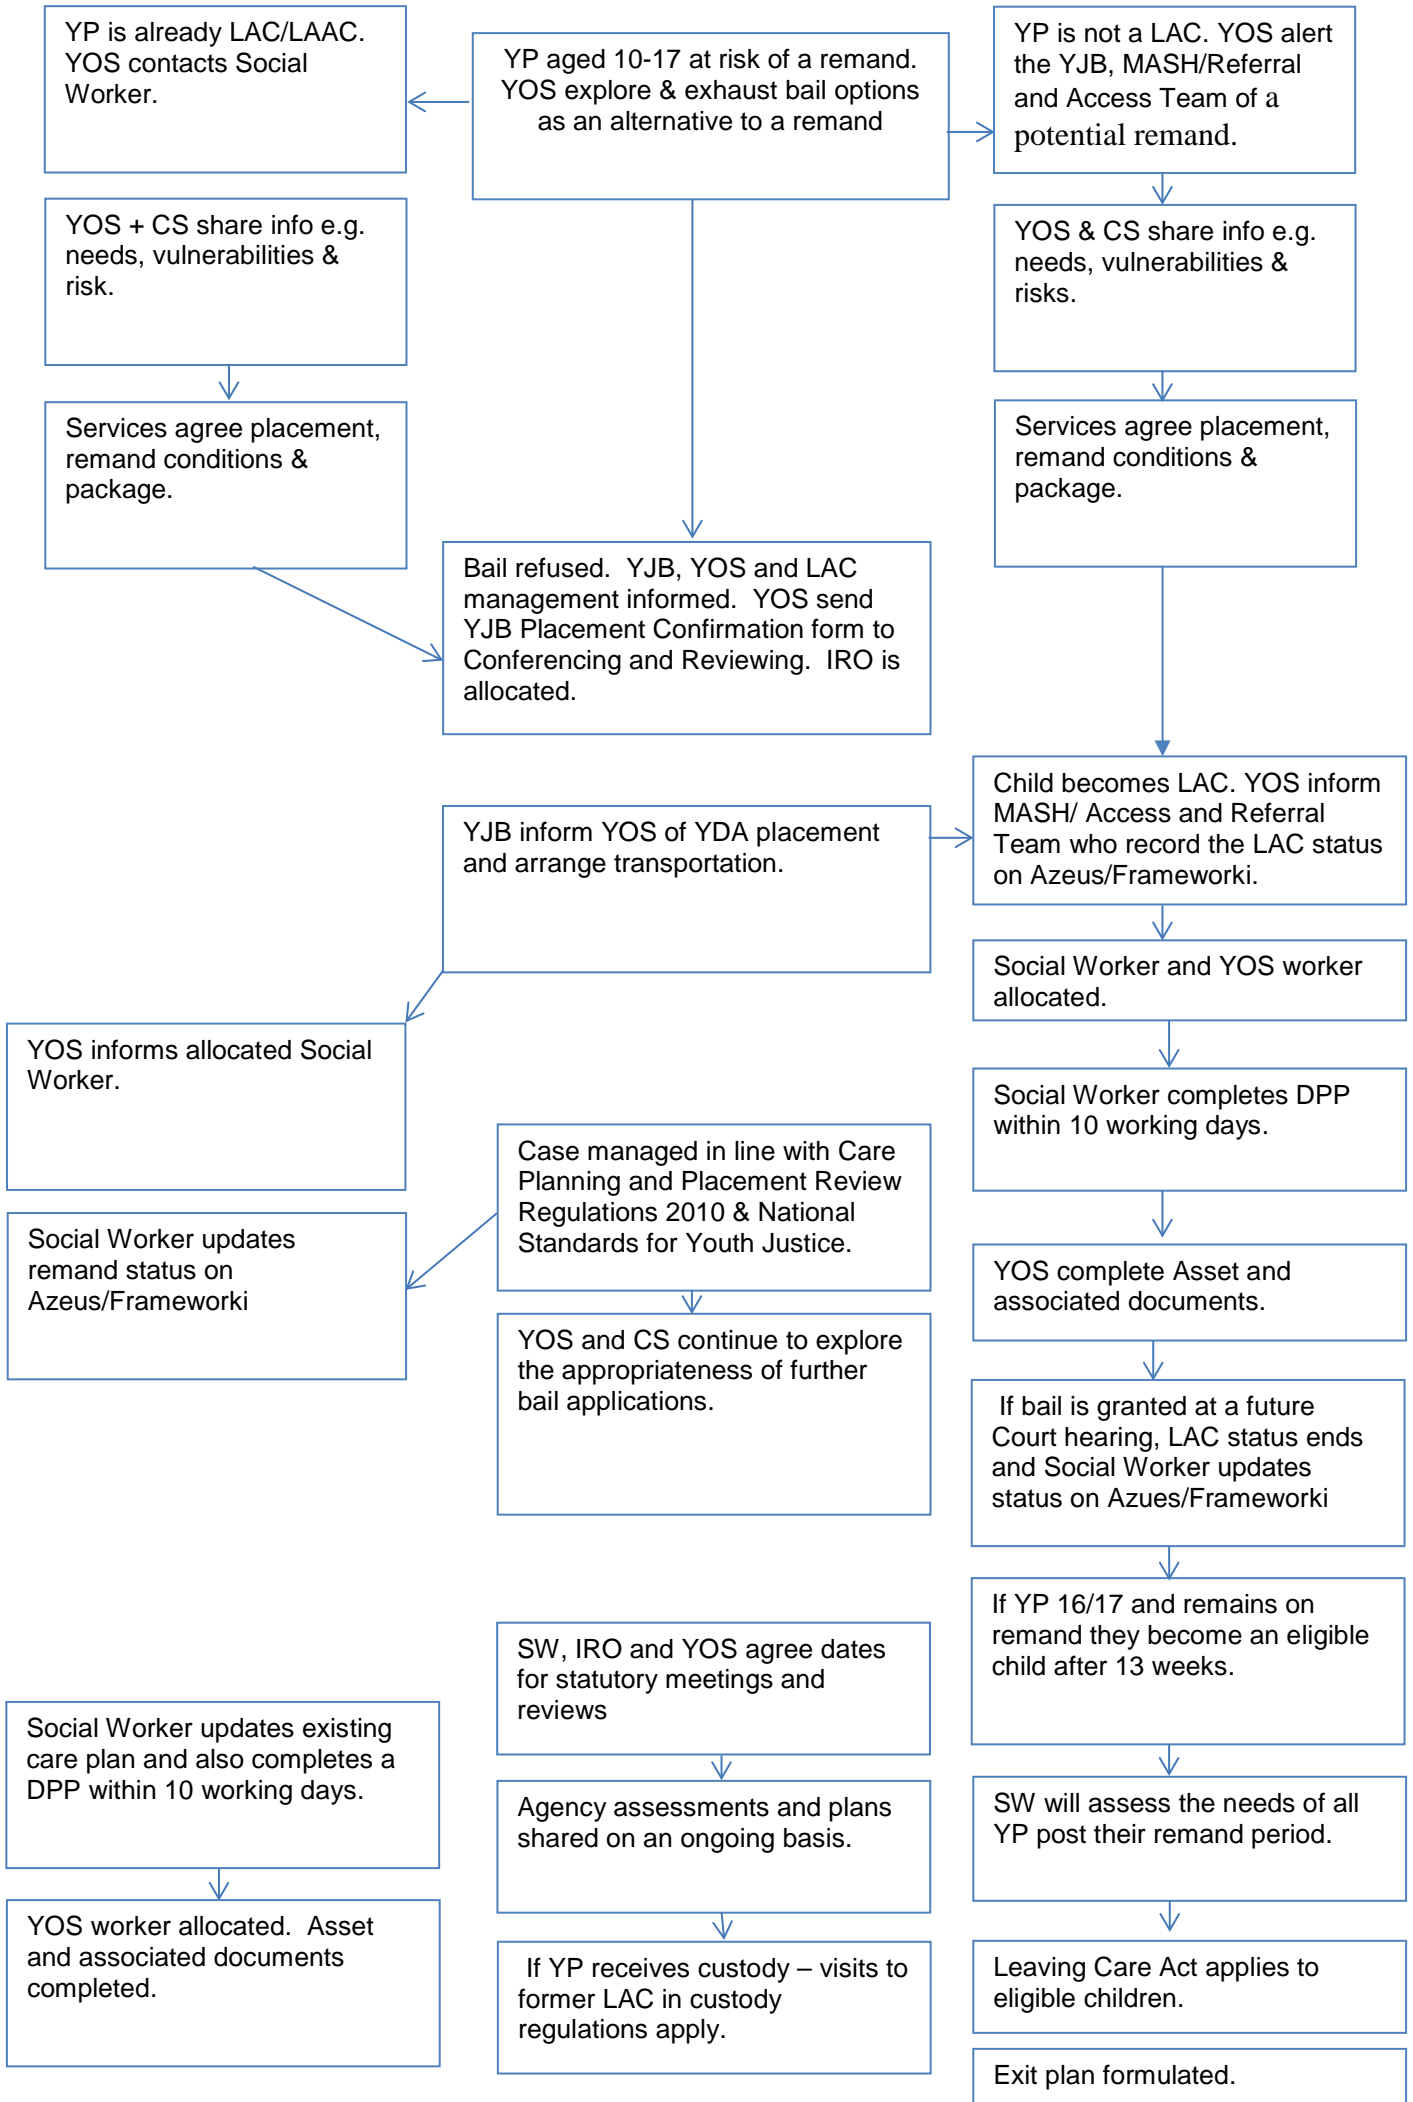 YP is already LAC/LAAC.
YOS contacts Social
Worker.
YP aged 10-17 at risk of a remand.
YOS explore & exhaust bail options
as an alternative to a remand
YP is not a LAC. YOS alert
the YJB, MASH/Referral
and Access Team of a
potential remand.
YOS + CS share info e.g.
needs, vulnerabilities &
risk.
YOS & CS share info e.g.
needs, vulnerabilities &
risks.
Services agree placement,
remand conditions &
package.
Services agree placement,
remand conditions &
package.
Bail refused.  YJB, YOS and LAC
management informed.  YOS send
YJB Placement Confirmation form to
Conferencing and Reviewing.  IRO is
allocated.
Child becomes LAC. YOS inform
MASH/ Access and Referral
Team who record the LAC status
on Azeus/Frameworki.
YJB inform YOS of YDA placement
and arrange transportation.
Social Worker and YOS worker
allocated.
YOS informs allocated Social
Worker.
Social Worker completes DPP
within 10 working days.
Case managed in line with Care
Planning and Placement Review
Regulations 2010 & National
Standards for Youth Justice.
Social Worker updates
remand status on
Azeus/Frameworki
YOS complete Asset and
associated documents.
YOS and CS continue to explore
the appropriateness of further
bail applications.
If bail is granted at a future
Court hearing, LAC status ends
and Social Worker updates
status on Azues/Frameworki
If YP 16/17 and remains on
remand they become an eligible
child after 13 weeks.
SW, IRO and YOS agree dates
for statutory meetings and
reviews
Social Worker updates existing
care plan and also completes a
DPP within 10 working days.
Agency assessments and plans
shared on an ongoing basis.
SW will assess the needs of all
YP post their remand period.
YOS worker allocated.  Asset
and associated documents
completed.
If YP receives custody – visits to
former LAC in custody
regulations apply.
Leaving Care Act applies to
eligible children.
Exit plan formulated.